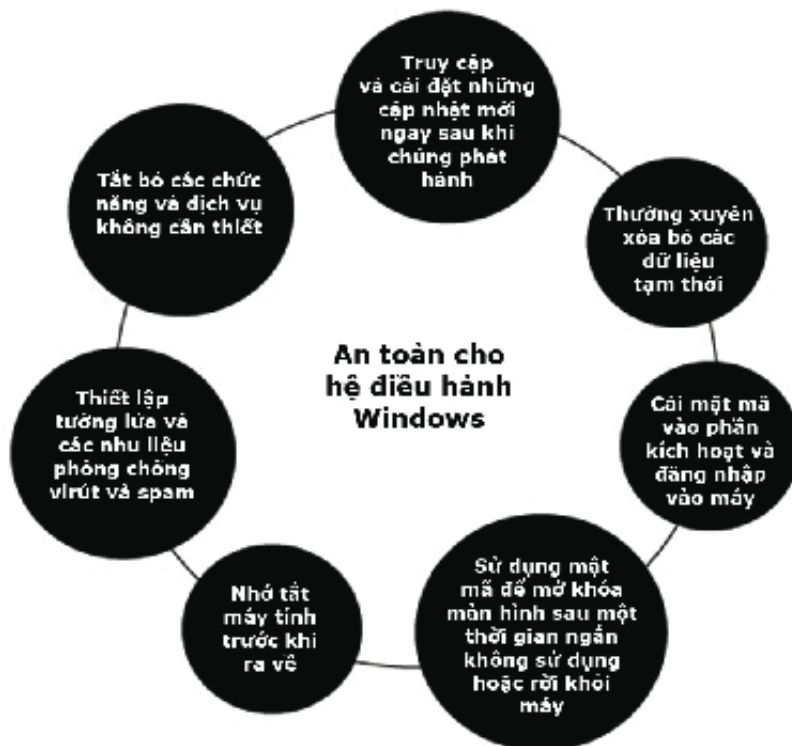 Truy cập
và cài đặt những
cập nhật mới
ngay sau khi
chúng phát
hành
Thường xuyên
xóa bỏ các
dữ liệu
tạm thời
Cài mật mã
vào phần
kích hoạt và
đăng nhập
vào máy
Sử dụng mật
mã để mở khóa
màn hình sau một
thời gian ngắn
không sử dụng
hoặc rời khỏi
máy
Nhớ tắt
máy tính
trước khi
ra về
Thiết lập
tường lửa và
các nhu liệu
phòng chống
virút và spam
Tắt bỏ các chức
năng và dịch vụ
không cần thiết
An toàn cho
hệ điều hành
Windows